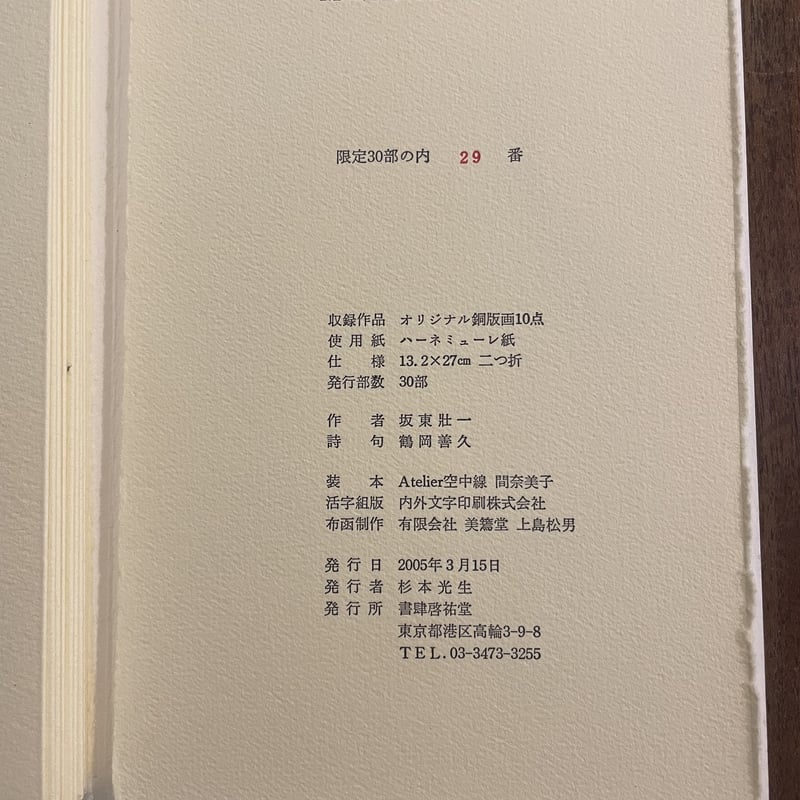 限定30部の内 29 番
収録作品 オリジナル銅版画10点
使用紙 ハーネミューレ紙
仕様 13.2×27㎝ 二つ折
発行部数 30部
作者 坂東壯一
詩句 鶴岡善久
装本 Atelier空中線 間奈美子
活字組版 内外文字印刷株式会社
布函制作 有限会社 美篶堂 上島松男
発行日 2005年3月15日
発行者 杉本光生
発行所 書肆啓祐堂
東京都港区高輪3-9-8
TEL.03-3473-3255